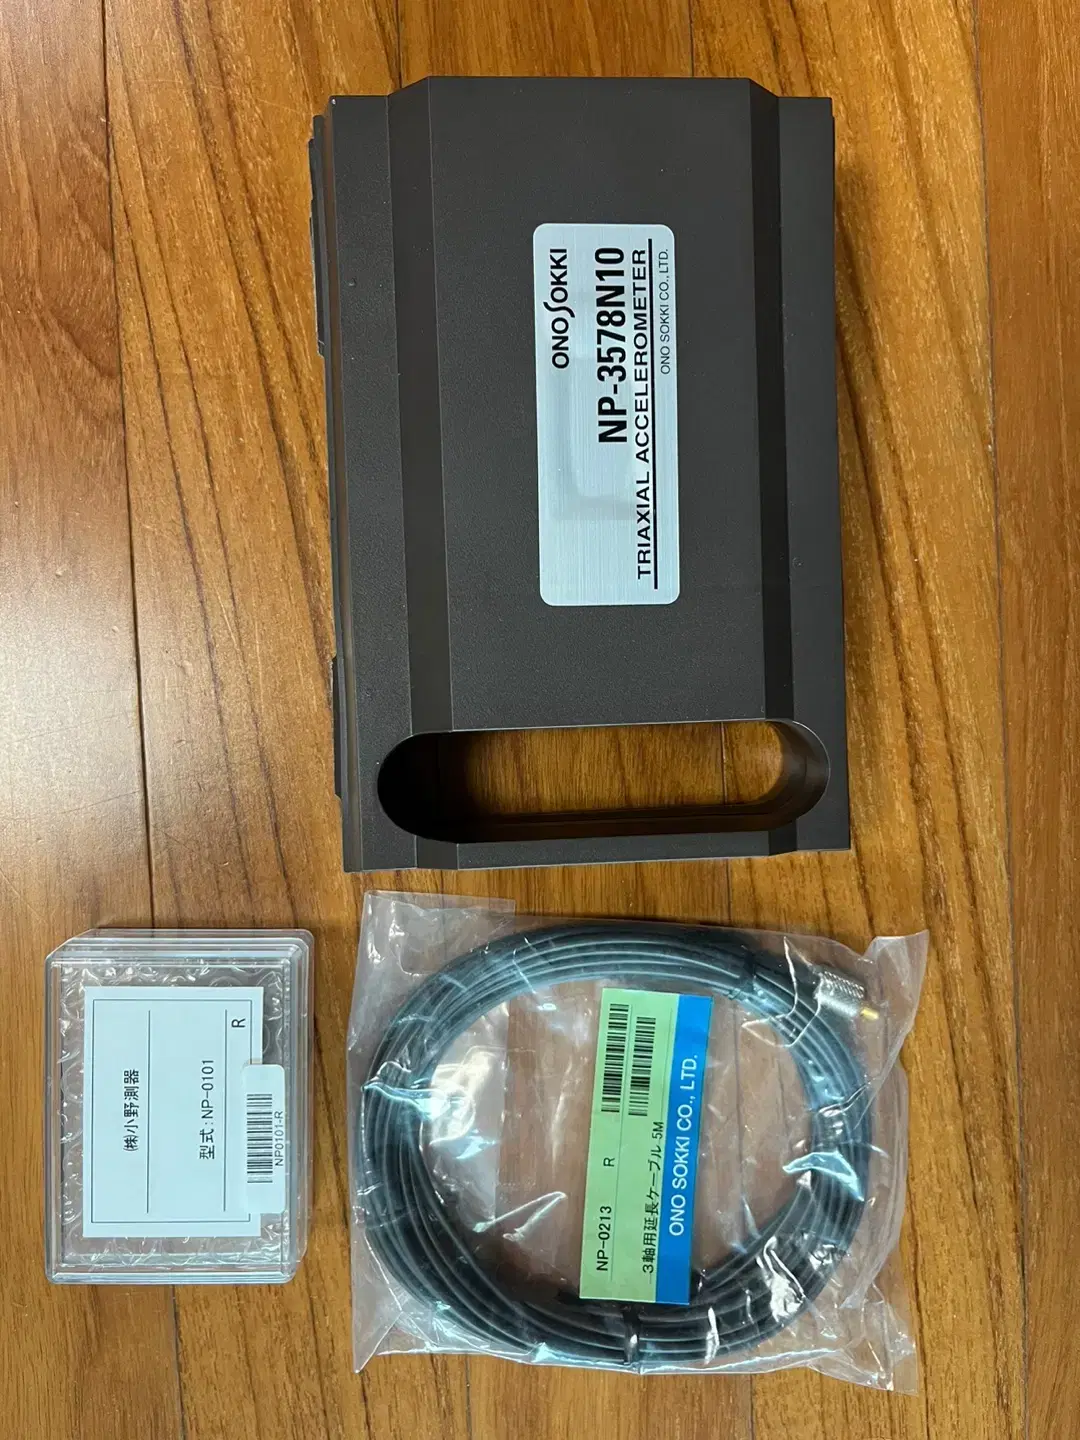 ONO SOKKI
NP-3578N10
TRIAXIAL ACCELEROMETER
ONO SOKKI CO., LTD.
㈱小野測器
型式:NP-0101
R
NP0101-R
NP-0213 R
3軸用延長ケーブル 5M
ONO SOKKI CO., LTD.